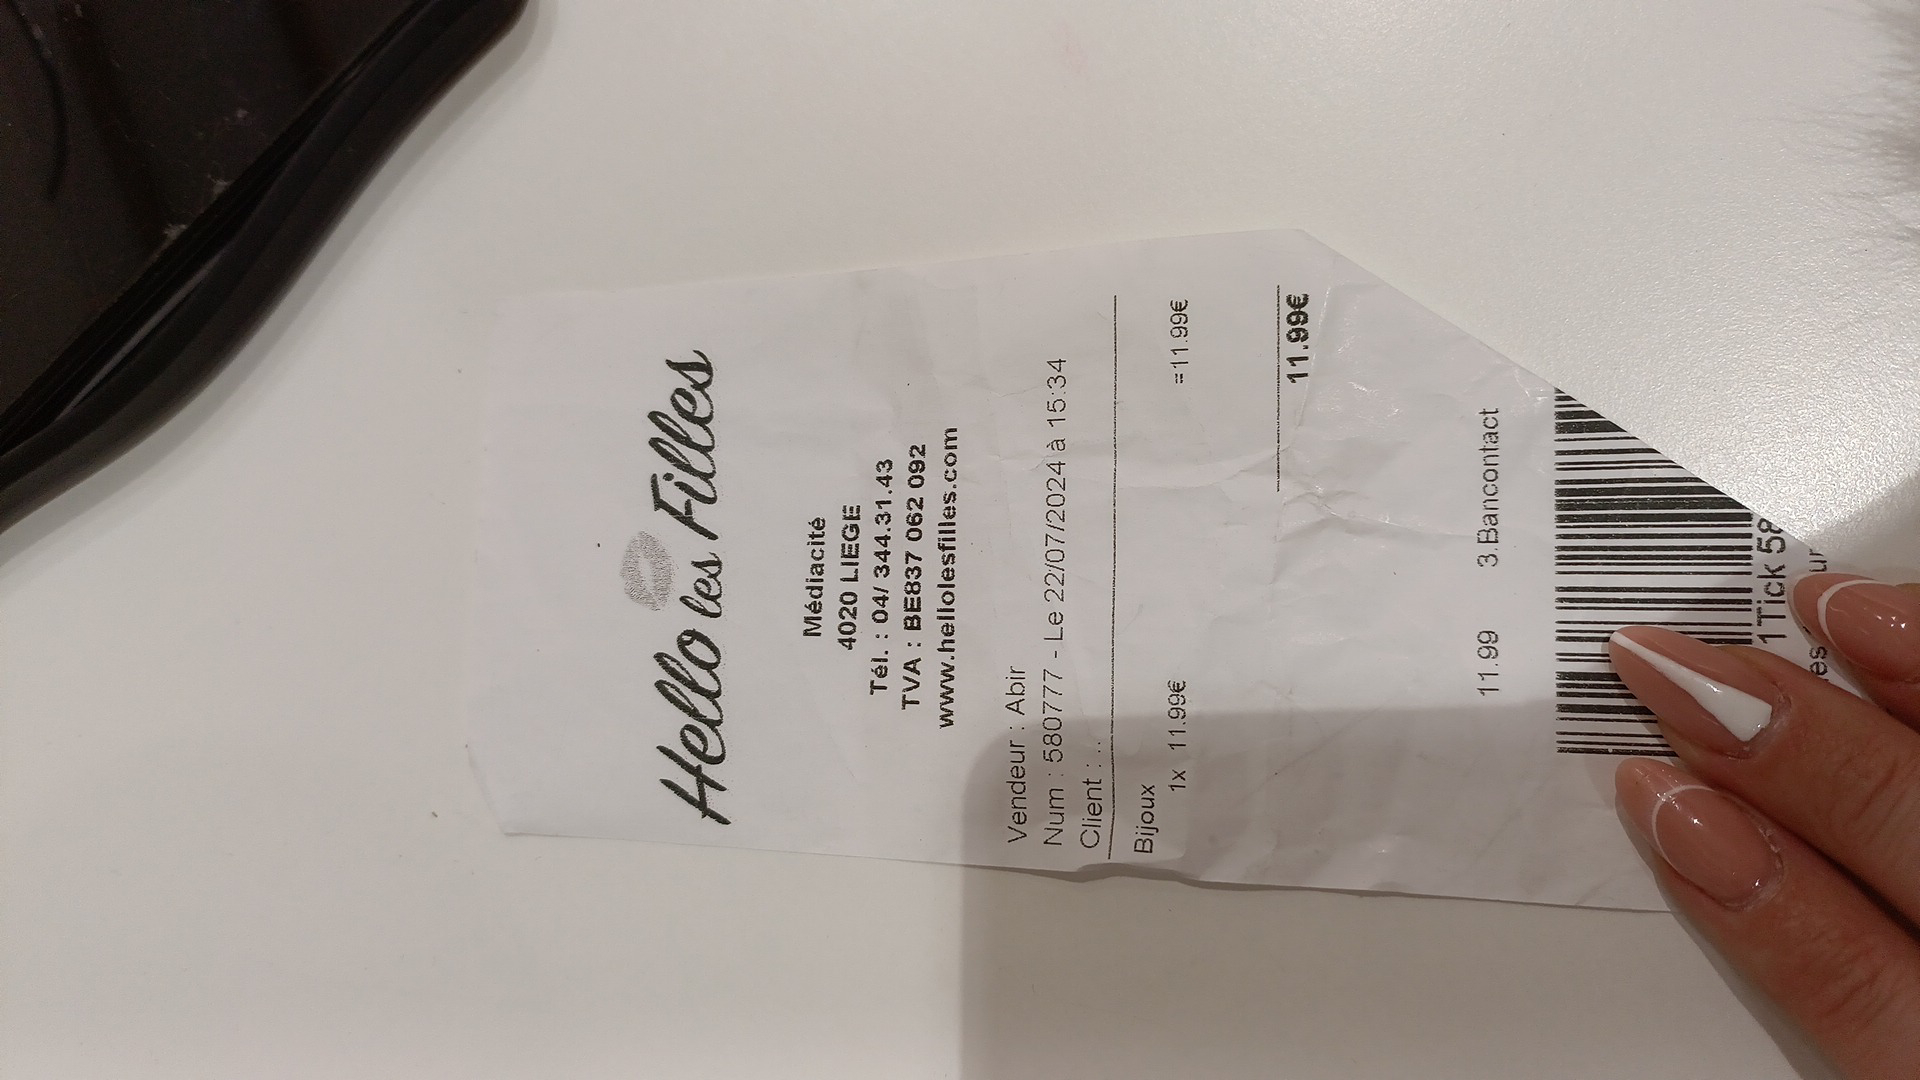 Hello les Filles
Médiacité
4020 LIEGE
Tél. : 04/ 344.31.43
TVA : BE837 062 092
www.hellolesfilles.com
Vendeur : Abir
Num : 580777 - Le 22/07/2024 à 15:34
Client : ...
Bijoux
1x 11.99€ =11.99€
11.99€
11.99 3.Bancontact
1Tick 58